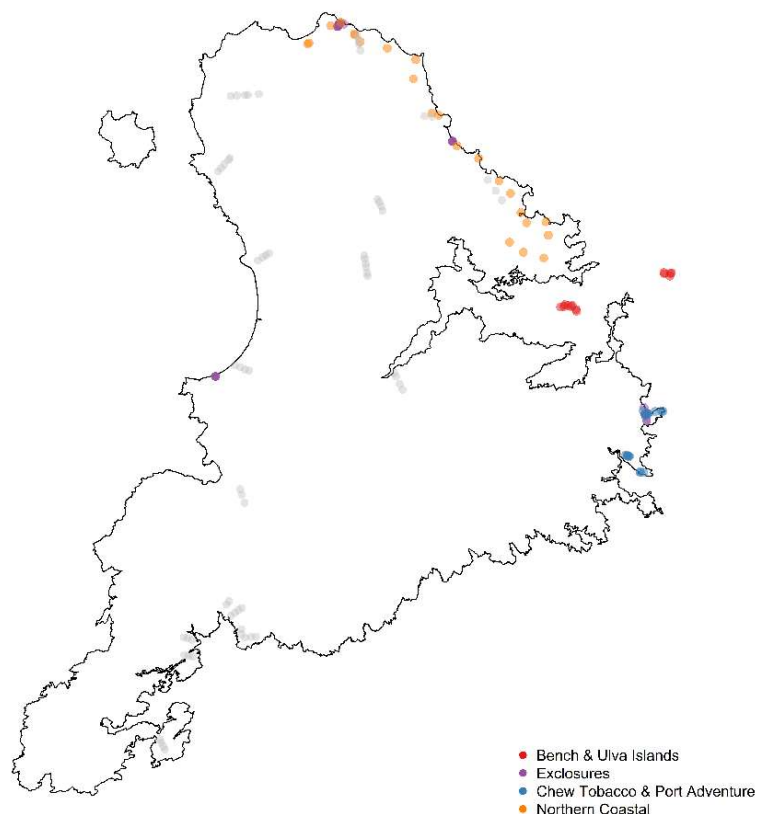 Bench & Ulva Islands
Exclosures
Chew Tobacco & Port Adventure
Northern Coastal